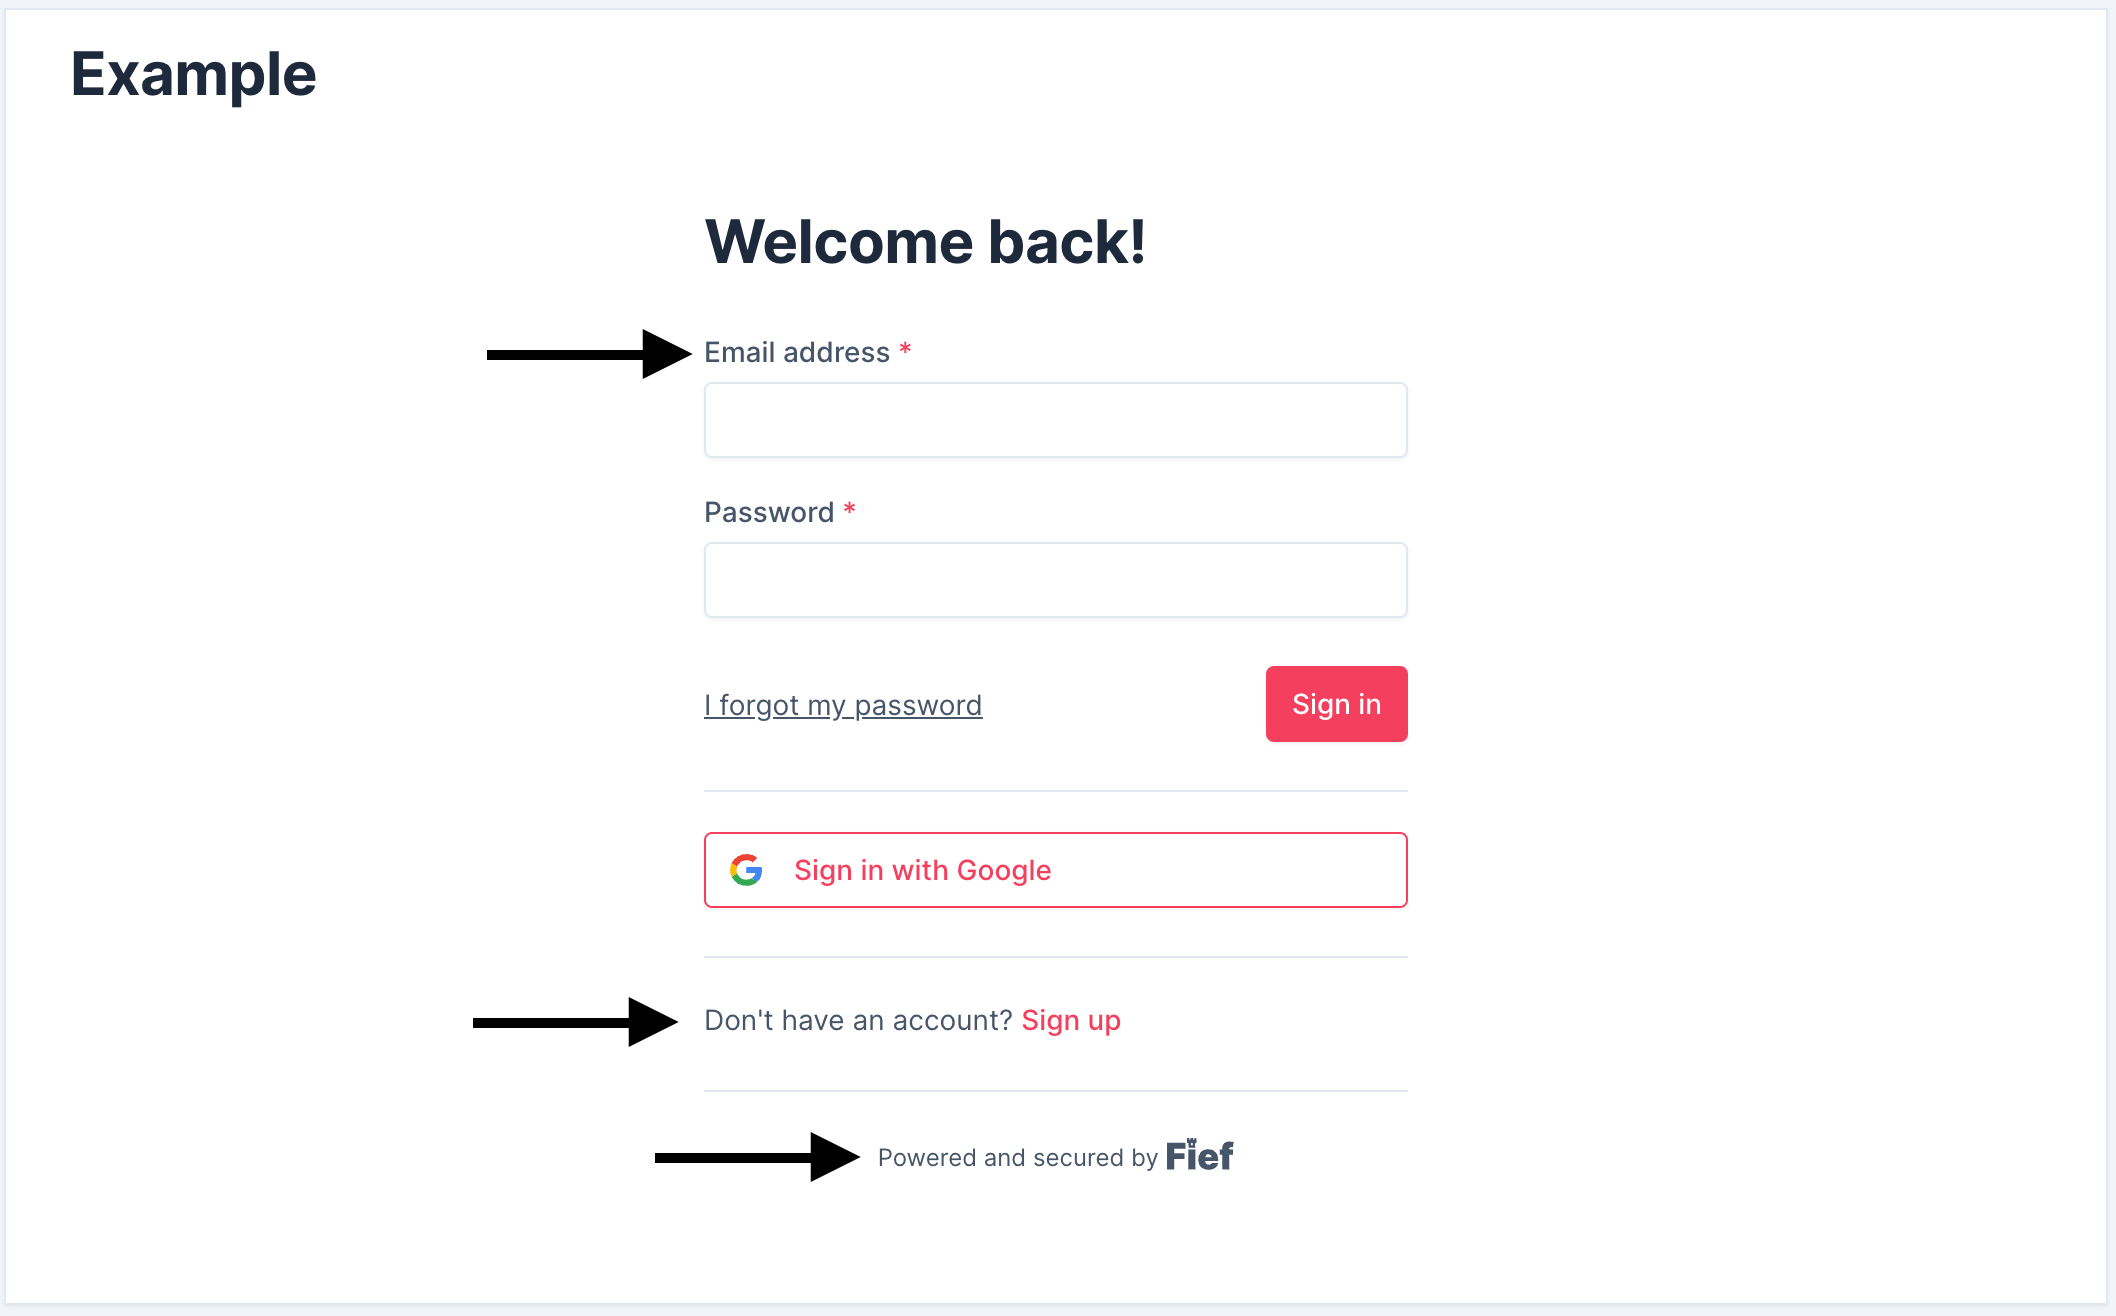 Example
Welcome back!
Email address *
Password *
I forgot my password
Sign in
Sign in with Google
Don't have an account? Sign up
Powered and secured by Fief